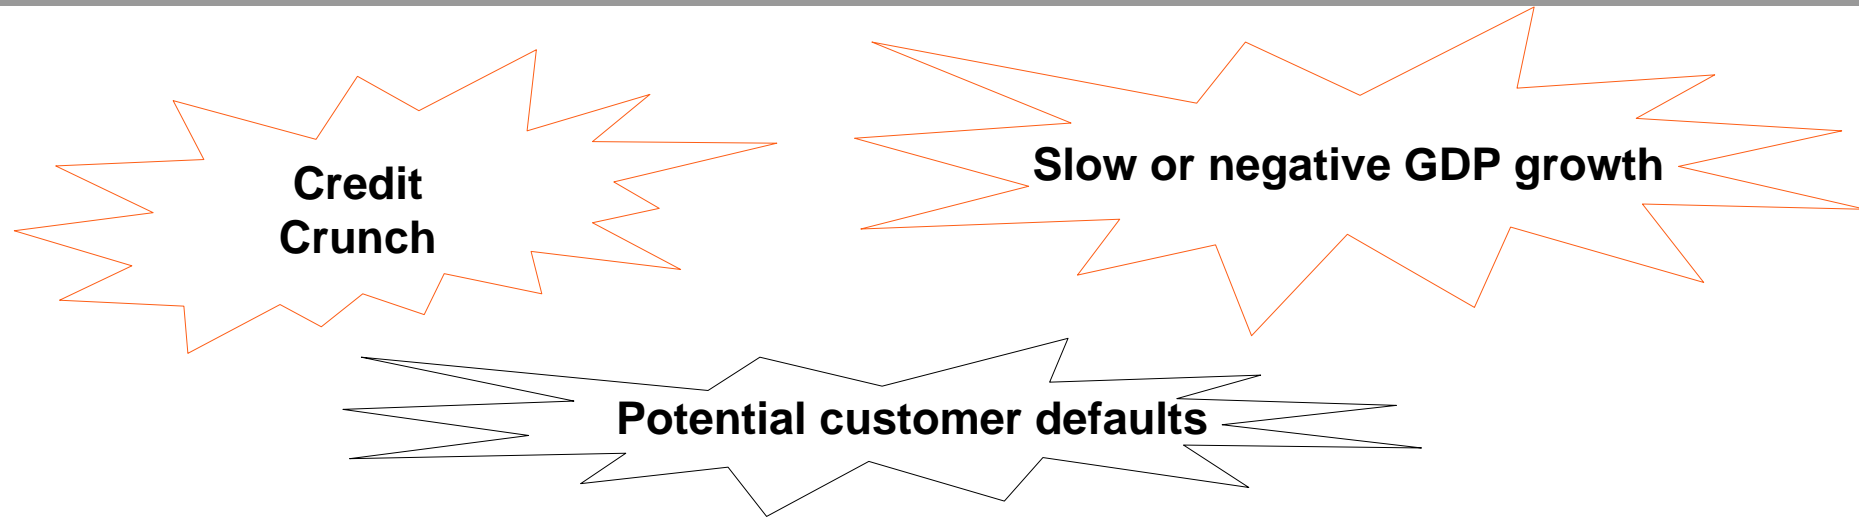 Credit
Crunch
Slow or negative GDP growth
Potential customer defaults